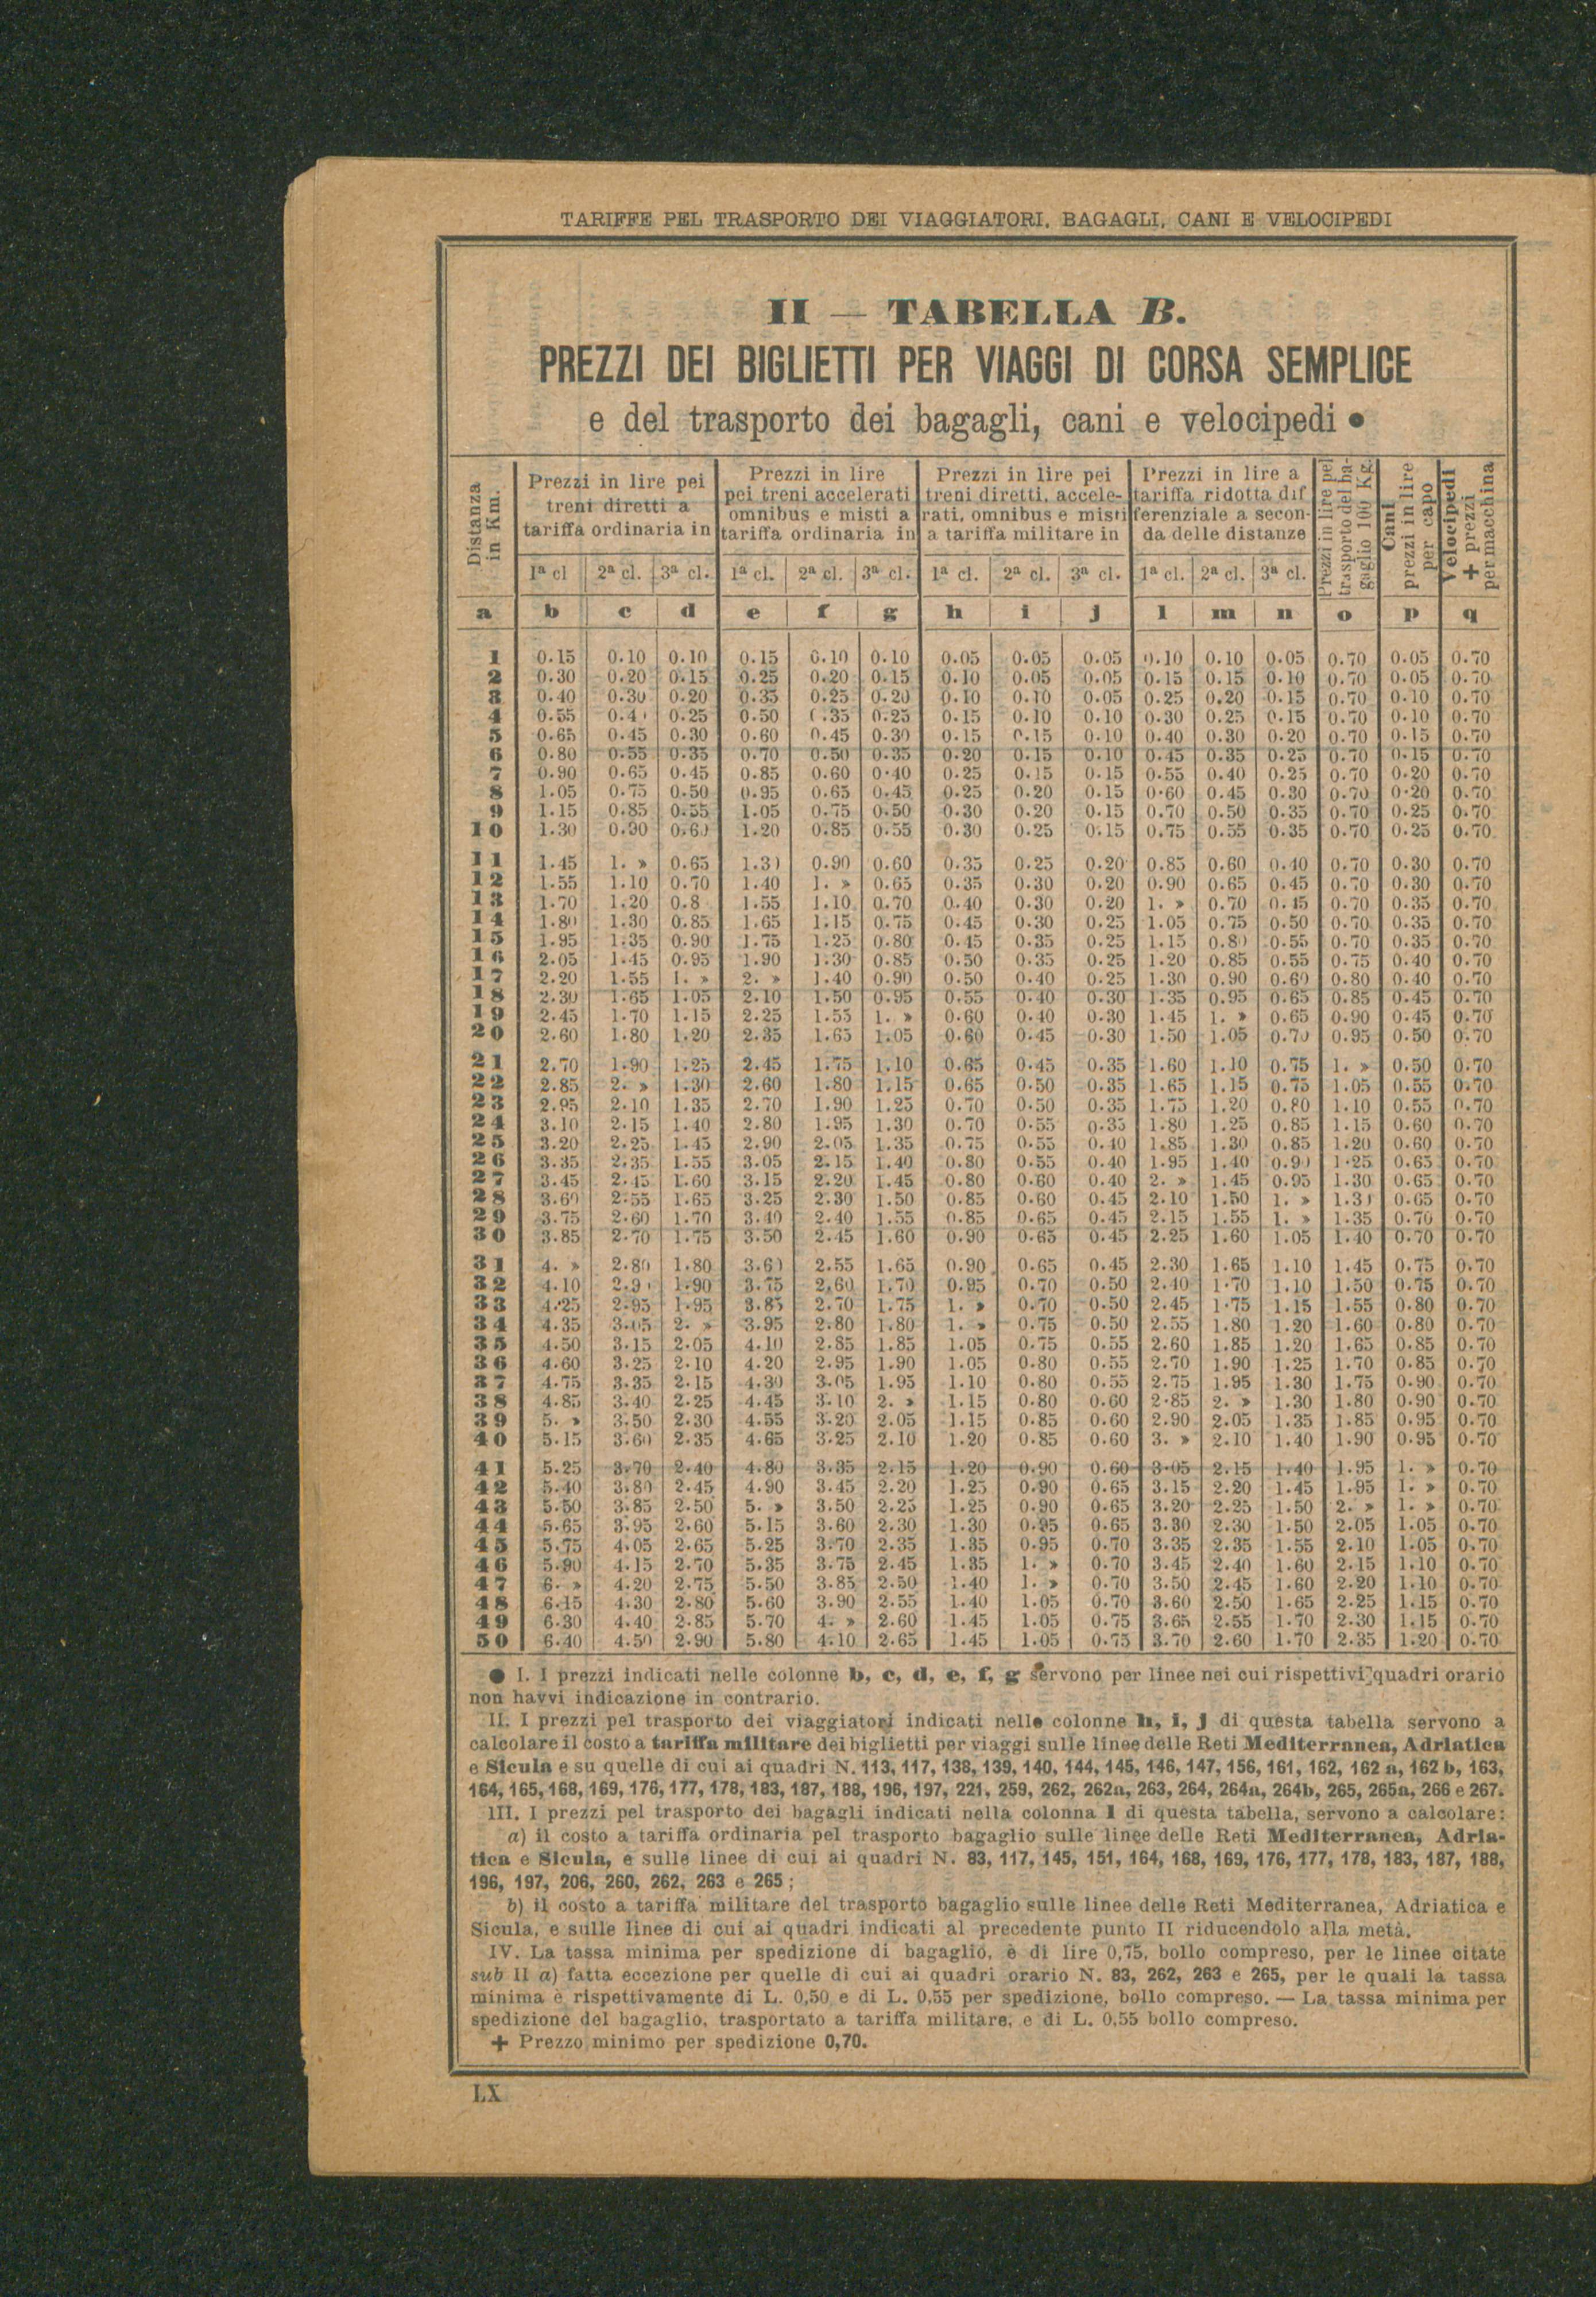 TARIFFE PEL TRASPORTO DEI VIAGGIATORI, BAGAGLI, CANI E VELOCIPEDI
II — TABELLA B.
PREZZI DEI BIGLIETTI PER VIAGGI DI CORSA SEMPLICE
e del trasporto dei bagagli, cani e velocipedi ●
Distanza in Km.
Prezzi in lire pei
treni diretti a
tariffa ordinaria in
Prezzi in lire
pei treni accelerati
omnibus e misti a
tariffa ordinaria in
Prezzi in lire pei
treni diretti, accele-
rati, omnibus e misti
a tariffa militare in
Prezzi in lire a
tariffa ridotta dif
ferenziale a secon-
da delle distanze
Prezzi in lire pel
trasporto del ba-
gaglio 100 Kg.
Cani
prezzi in lire
per capo
Velocipedi
+ prezzi
per macchina
1ª cl 2ª cl. 3ª cl. 1ª cl. 2ª cl. 3ª cl. 1ª cl. 2ª cl. 3ª cl. 1ª cl. 2ª cl. 3ª cl.
a b c d e f g h i j l m n o p q
1 0.15 0.10 0.10 0.15 0.10 0.10 0.05 0.05 0.05 0.10 0.10 0.05 0.70 0.05 0.70
2 0.30 0.20 0.15 0.25 0.20 0.15 0.10 0.05 0.05 0.15 0.15 0.10 0.70 0.05 0.70
3 0.40 0.30 0.20 0.35 0.25 0.20 0.10 0.10 0.05 0.25 0.20 0.15 0.70 0.10 0.70
4 0.55 0.4 0.25 0.50 .35 0.25 0.15 0.10 0.10 0.30 0.25 0.15 0.70 0.10 0.70
5 0.65 0.45 0.30 0.60 0.45 0.30 0.15 0.15 0.10 0.40 0.30 0.20 0.70 0.15 0.70
6 0.80 0.55 0.35 0.70 0.50 0.35 0.20 0.15 0.10 0.45 0.35 0.25 0.70 0.15 0.70
7 0.90 0.65 0.45 0.85 0.60 0.40 0.25 0.15 0.15 0.55 0.40 0.25 0.70 0.20 0.70
8 1.05 0.75 0.50 0.95 0.65 0.45 0.25 0.20 0.15 0.60 0.45 0.30 0.70 0.20 0.70
9 1.15 0.85 0.55 1.05 0.75 0.50 0.30 0.20 0.15 0.70 0.50 0.35 0.70 0.25 0.70
10 1.30 0.90 0.60 1.20 0.85 0.55 0.30 0.25 0.15 0.75 0.55 0.35 0.70 0.25 0.70
11 1.45 1. » 0.65 1.30 0.90 0.60 0.35 0.25 0.20 0.85 0.60 0.40 0.70 0.30 0.70
12 1.55 1.10 0.70 1.40 1. » 0.65 0.35 0.30 0.20 0.90 0.65 0.45 0.70 0.30 0.70
13 1.70 1.20 0.8 1.55 1.10 0.70 0.40 0.30 0.20 1. » 0.70 0.45 0.70 0.35 0.70
14 1.80 1.30 0.85 1.65 1.15 0.75 0.45 0.30 0.25 1.05 0.75 0.50 0.70 0.35 0.70
15 1.95 1.35 0.90 1.75 1.25 0.80 0.45 0.35 0.25 1.15 0.80 0.55 0.70 0.35 0.70
16 2.05 1.45 0.95 1.90 1.30 0.85 0.50 0.35 0.25 1.20 0.85 0.55 0.75 0.40 0.70
17 2.20 1.55 1. » 2. » 1.40 0.90 0.50 0.40 0.25 1.30 0.90 0.60 0.80 0.40 0.70
18 2.30 1.65 1.05 2.10 1.50 0.95 0.55 0.40 0.30 1.35 0.95 0.65 0.85 0.45 0.70
19 2.45 1.70 1.15 2.25 1.55 1. » 0.60 0.40 0.30 1.45 1. » 0.65 0.90 0.45 0.70
20 2.60 1.80 1.20 2.35 1.65 1.05 0.60 0.45 0.30 1.50 1.05 0.70 0.95 0.50 0.70
21 2.70 1.90 1.25 2.45 1.75 1.10 0.65 0.45 0.35 1.60 1.10 0.75 1. » 0.50 0.70
22 2.85 2. » 1.30 2.60 1.80 1.15 0.65 0.50 0.35 1.65 1.15 0.75 1.05 0.55 0.70
23 2.95 2.10 1.35 2.70 1.90 1.25 0.70 0.50 0.35 1.75 1.20 0.80 1.10 0.55 0.70
24 3.10 2.15 1.40 2.80 1.95 1.30 0.70 0.55 0.35 1.80 1.25 0.85 1.15 0.60 0.70
25 3.20 2.25 1.45 2.90 2.05 1.35 0.75 0.55 0.40 1.85 1.30 0.85 1.20 0.60 0.70
26 3.35 2.35 1.55 3.05 2.15 1.40 0.80 0.55 0.40 1.95 1.40 0.90 1.25 0.65 0.70
27 3.45 2.45 1.60 3.15 2.20 1.45 0.80 0.60 0.40 2. » 1.45 0.95 1.30 0.65 0.70
28 3.60 2.55 1.65 3.25 2.30 1.50 0.85 0.60 0.45 2.10 1.50 1. » 1.30 0.65 0.70
29 3.75 2.60 1.70 3.40 2.40 1.55 0.85 0.65 0.45 2.15 1.55 1. » 1.35 0.70 0.70
30 3.85 2.70 1.75 3.50 2.45 1.60 0.90 0.65 0.45 2.25 1.60 1.05 1.40 0.70 0.70
31 4. » 2.80 1.80 3.60 2.55 1.65 0.90 0.65 0.45 2.30 1.65 1.10 1.45 0.75 0.70
32 4.10 2.9 1.90 3.75 2.60 1.70 0.95 0.70 0.50 2.40 1.70 1.10 1.50 0.75 0.70
33 4.25 2.95 1.95 3.85 2.70 1.75 1. » 0.70 0.50 2.45 1.75 1.15 1.55 0.80 0.70
34 4.35 3.05 2. » 3.95 2.80 1.80 1. » 0.75 0.50 2.55 1.80 1.20 1.60 0.80 0.70
35 4.50 3.15 2.05 4.10 2.85 1.85 1.05 0.75 0.55 2.60 1.85 1.20 1.65 0.85 0.70
36 4.60 3.25 2.10 4.20 2.95 1.90 1.05 0.80 0.55 2.70 1.90 1.25 1.70 0.85 0.70
37 4.75 3.35 2.15 4.30 3.05 1.95 1.10 0.80 0.55 2.75 1.95 1.30 1.75 0.90 0.70
38 4.85 3.40 2.25 4.45 3.10 2. » 1.15 0.80 0.60 2.85 2. » 1.30 1.80 0.90 0.70
39 5. » 3.50 2.30 4.55 3.20 2.05 1.15 0.85 0.60 2.90 2.05 1.35 1.85 0.95 0.70
40 5.15 3.60 2.35 4.65 3.25 2.10 1.20 0.85 0.60 3. » 2.10 1.40 1.90 0.95 0.70
41 5.25 3.70 2.40 4.80 3.35 2.15 1.20 0.90 0.60 3.05 2.15 1.40 1.95 1. » 0.70
42 5.40 3.80 2.45 4.90 3.45 2.20 1.25 0.90 0.65 3.15 2.20 1.45 1.95 1. » 0.70
43 5.50 3.85 2.50 5. » 3.50 2.25 1.25 0.90 0.65 3.20 2.25 1.50 2. » 1. » 0.70
44 5.65 3.95 2.60 5.15 3.60 2.30 1.30 0.95 0.65 3.30 2.30 1.50 2.05 1.05 0.70
45 5.75 4.05 2.65 5.25 3.70 2.35 1.35 0.95 0.70 3.35 2.35 1.55 2.10 1.05 0.70
46 5.90 4.15 2.70 5.35 3.75 2.45 1.35 1. » 0.70 3.45 2.40 1.60 2.15 1.10 0.70
47 6. » 4.20 2.75 5.50 3.85 2.50 1.40 1. » 0.70 3.50 2.45 1.60 2.20 1.10 0.70
48 6.15 4.30 2.80 5.60 3.90 2.55 1.40 1.05 0.70 3.60 2.50 1.65 2.25 1.15 0.70
49 6.30 4.40 2.85 5.70 4. » 2.60 1.45 1.05 0.75 3.65 2.55 1.70 2.30 1.15 0.70
50 6.40 4.50 2.90 5.80 4.10 2.65 1.45 1.05 0.75 3.70 2.60 1.70 2.35 1.20 0.70
● I. I prezzi indicati nelle colonne b, c, d, e, f, g servono per linee nei cui rispettivi quadri orario
non havvi indicazione in contrario.
II. I prezzi pel trasporto dei viaggiatori indicati nelle colonne h, i, j di questa tabella servono a
calcolare il costo a tariffa militare dei biglietti per viaggi sulle linee delle Reti Mediterranea, Adriatica
e Sicula e su quelle di cui ai quadri N. 113, 117, 138, 139, 140, 144, 145, 146, 147, 156, 161, 162, 162 a, 162 b, 163,
164, 165, 168, 169, 176, 177, 178, 183, 187, 188, 196, 197, 221, 259, 262, 262a, 263, 264, 264a, 264b, 265, 265a, 266 e 267.
III. I prezzi pel trasporto dei bagagli indicati nella colonna l di questa tabella, servono a calcolare:
a) il costo a tariffa ordinaria pel trasporto bagaglio sulle linee delle Reti Mediterranea, Adria-
tica e Sicula, e sulle linee di cui ai quadri N. 83, 117, 145, 151, 164, 168, 169, 176, 177, 178, 183, 187, 188,
196, 197, 206, 260, 262, 263 e 265 ;
b) il costo a tariffa militare del trasporto bagaglio sulle linee delle Reti Mediterranea, Adriatica e
Sicula, e sulle linee di cui ai quadri indicati al precedente punto II riducendolo alla metà.
IV. La tassa minima per spedizione di bagaglio, è di lire 0,75, bollo compreso, per le linee citate
sub II a) fatta eccezione per quelle di cui ai quadri orario N. 83, 262, 263 e 265, per le quali la tassa
minima è rispettivamente di L. 0,50 e di L. 0,55 per spedizione, bollo compreso. — La tassa minima per
spedizione del bagaglio, trasportato a tariffa militare, e di L. 0,55 bollo compreso.
+ Prezzo minimo per spedizione 0,70.
LX